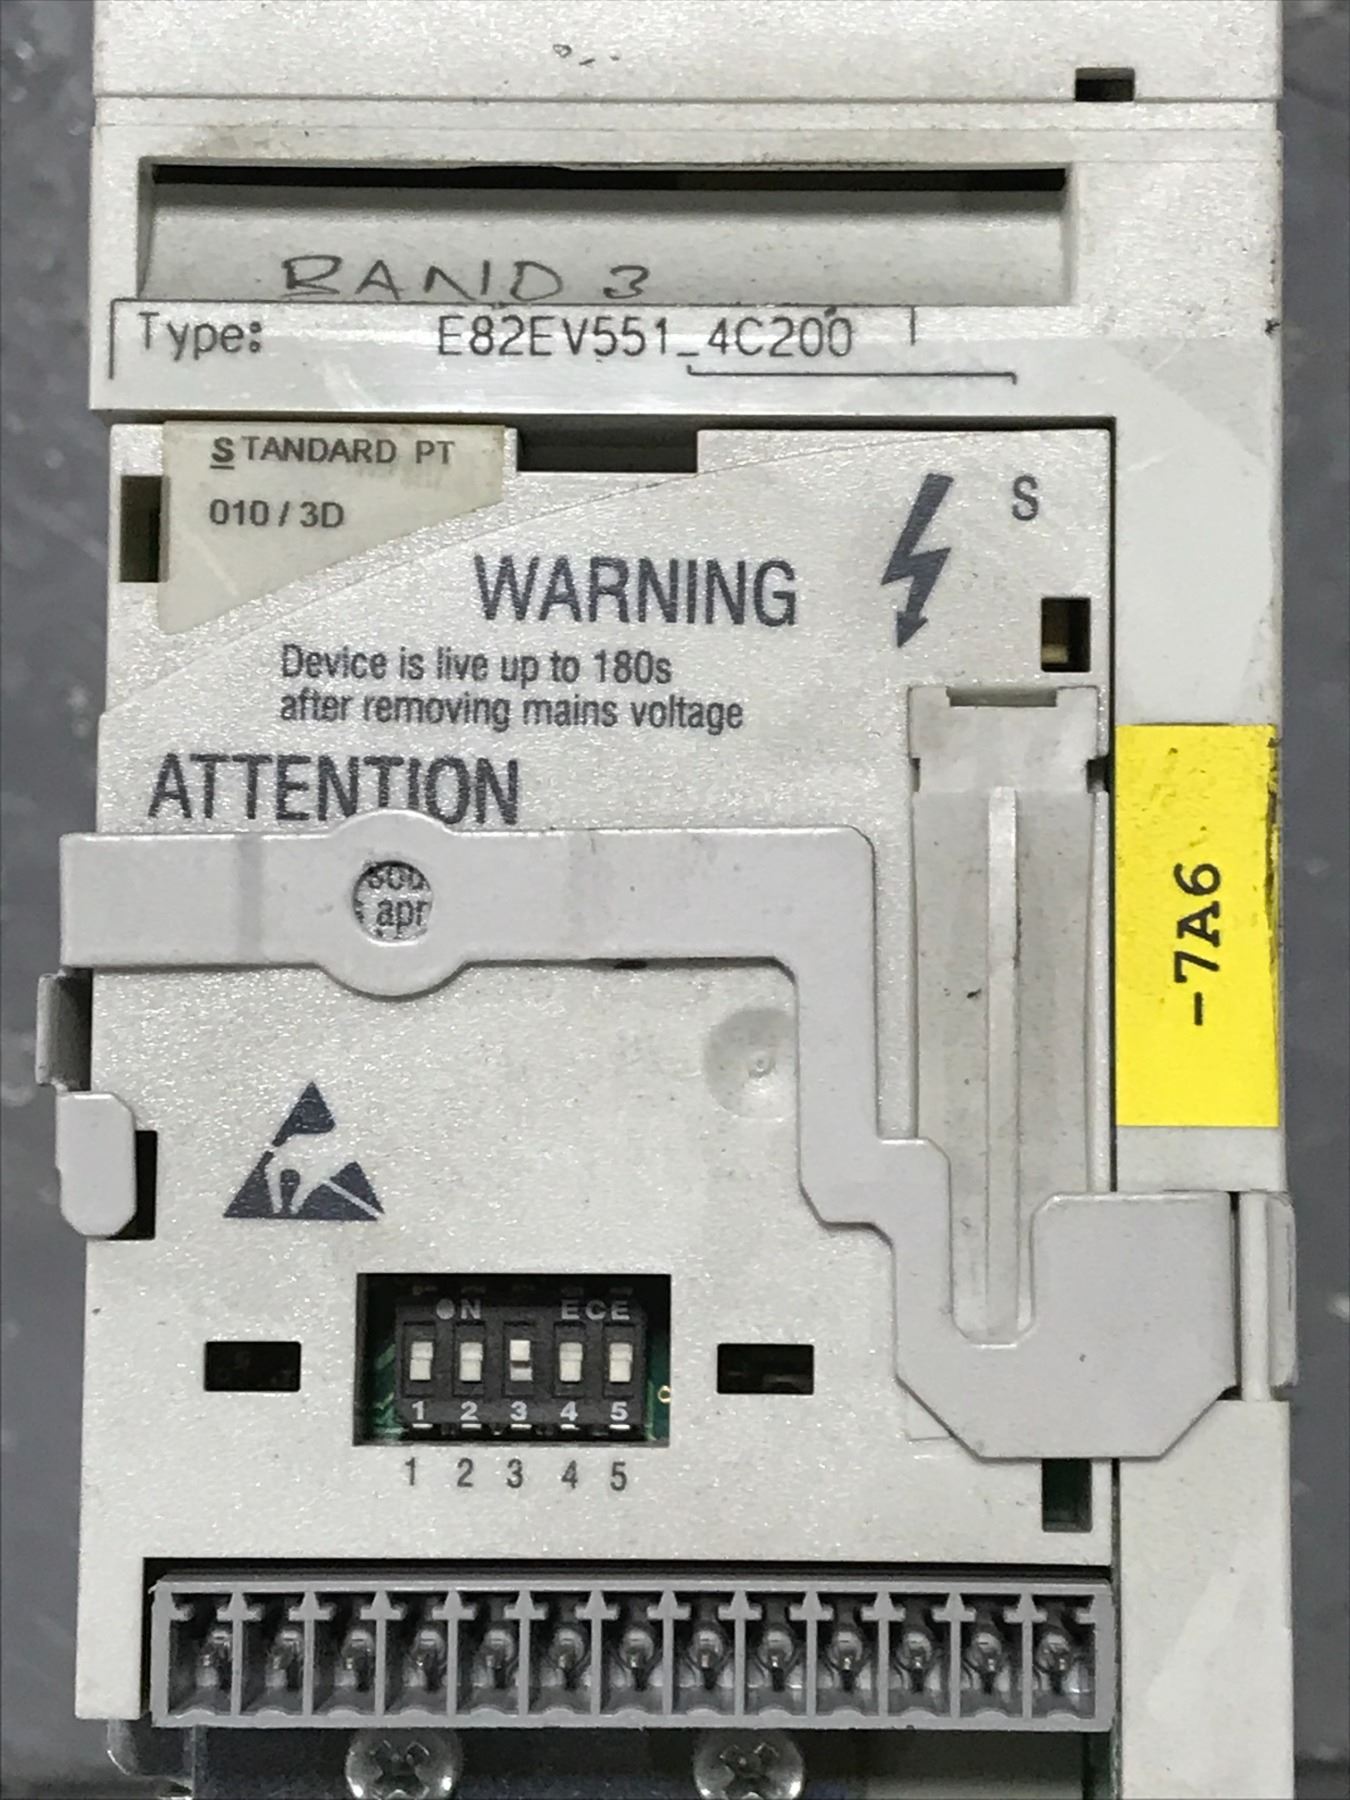 BAND 3
Type: E82EV551_4C200
STANDARD PT
010 / 3D
S
WARNING
Device is live up to 180s
after removing mains voltage
ATTENTION
apr
-7A6
ON ECE
1 2 3 4 5
1 2 3 4 5